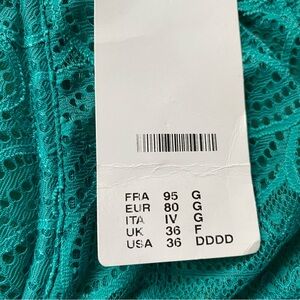 FRA 95 G
EUR 80 G
ITA IV G
UK 36 F
USA 36 DDDD